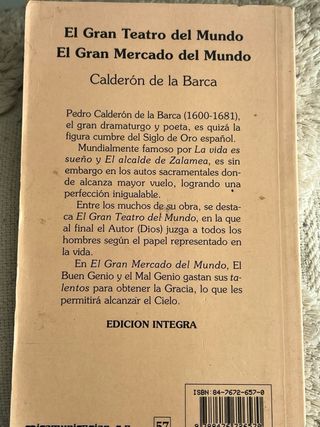 El Gran Teatro del Mundo
El Gran Mercado del Mundo
Calderón de la Barca
Pedro Calderón de la Barca (1600-1681),
el gran dramaturgo y poeta, es quizá la
figura cumbre del Siglo de Oro español.
Mundialmente famoso por La vida es
sueño y El alcalde de Zalamea, es sin
embargo en los autos sacramentales don-
de alcanza mayor vuelo, logrando una
perfección inigualable.
Entre los muchos de su obra, se desta-
ca El Gran Teatro del Mundo, en la que
al final el Autor (Dios) juzga a todos los
hombres según el papel representado en
la vida.
En El Gran Mercado del Mundo, El
Buen Genio y el Mal Genio gastan sus ta-
lentos para obtener la Gracia, lo que les
permitirá alcanzar el Cielo.
EDICION INTEGRA
ISBN: 84-7672-657-0
57